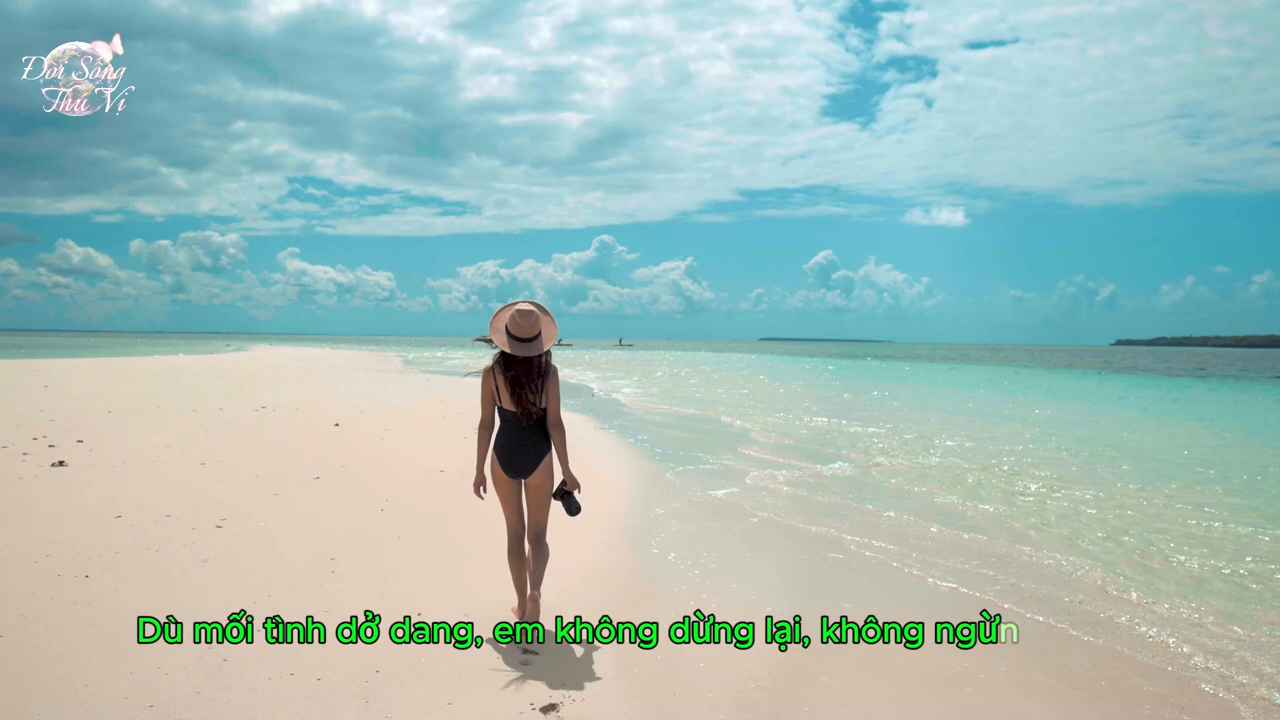 Đời Sống
Thú Vị
Dù mối tình dở dang, em không dừng lại, không ngừn